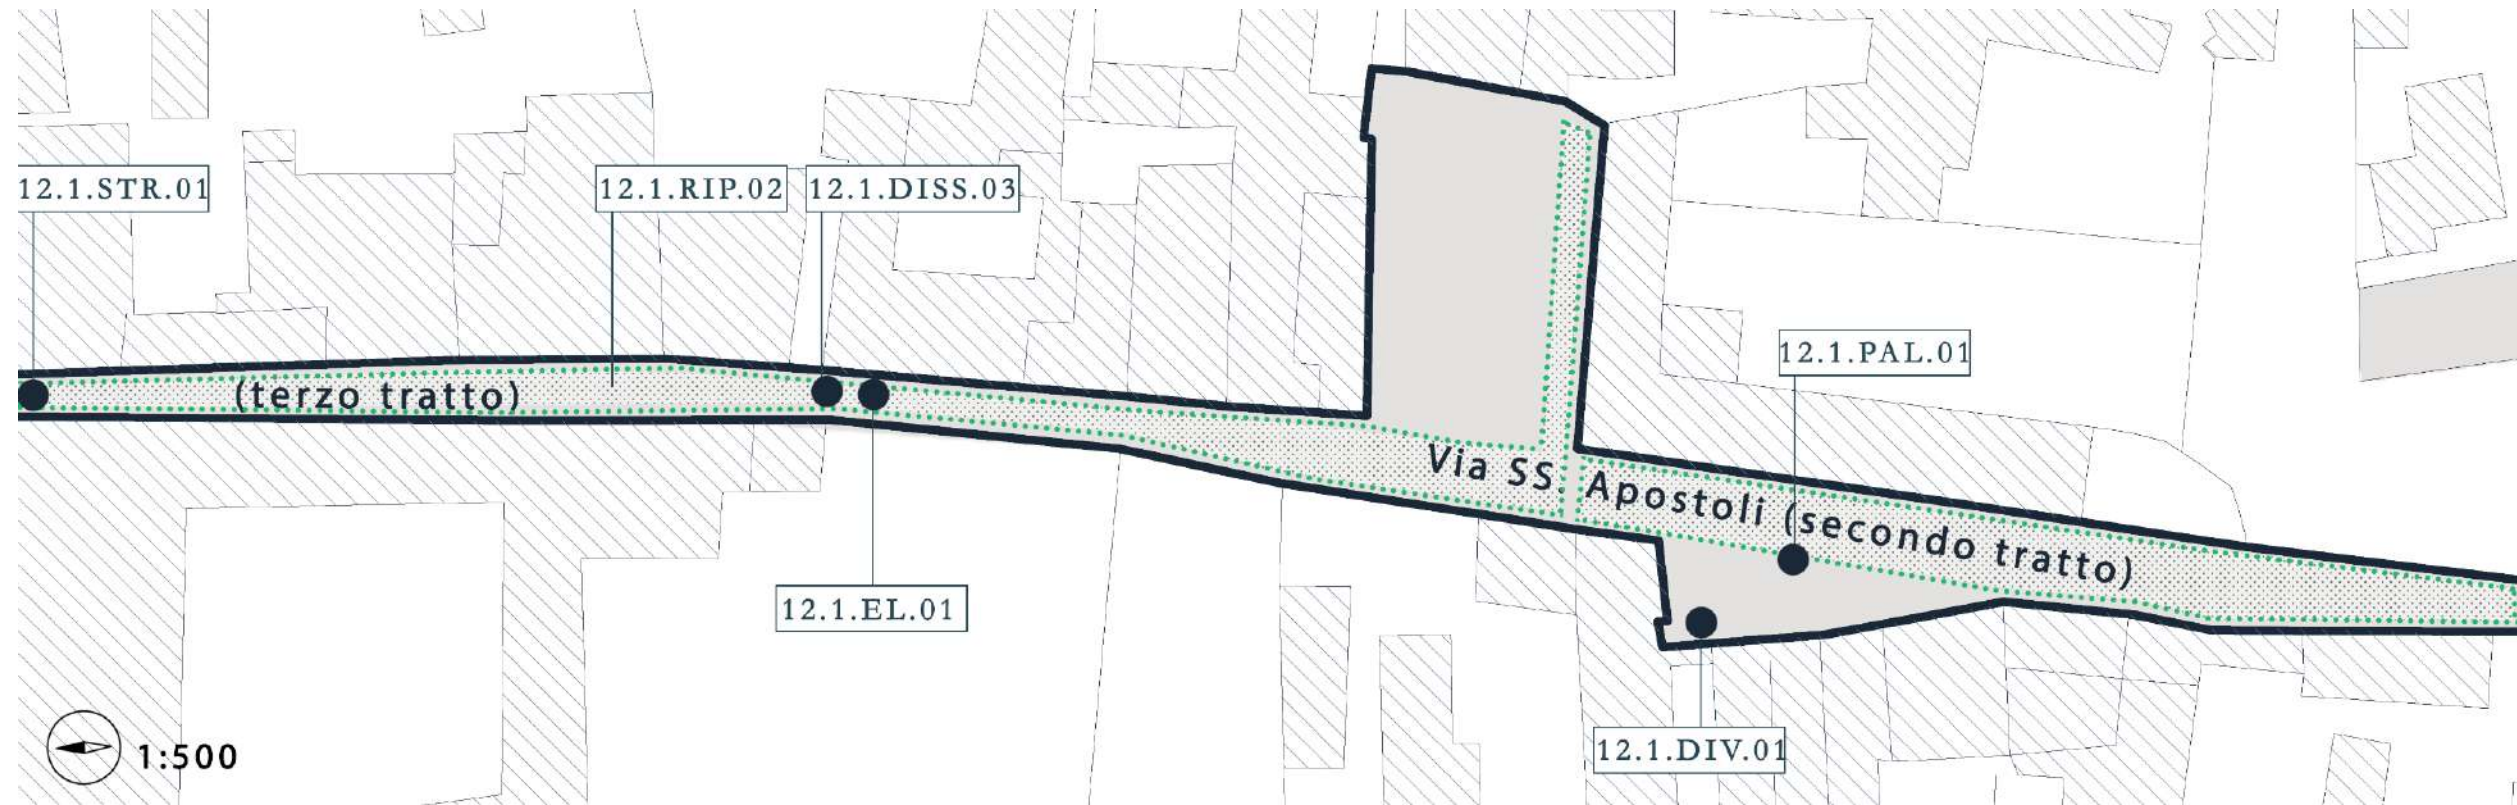 12.1.STR.01
12.1.RIP.02
12.1.DISS.03
12.1.PAL.01
(terzo tratto)
Via SS. Apostoli (secondo tratto)
12.1.EL.01
12.1.DIV.01
1:500